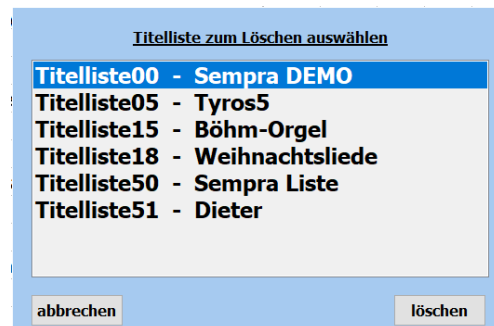 Titelliste zum Löschen auswählen
Titelliste00 - Sempra DEMO
Titelliste05 - Tyros5
Titelliste15 - Böhm-Orgel
Titelliste18 - Weihnachtsliede
Titelliste50 - Sempra Liste
Titelliste51 - Dieter
abbrechen löschen